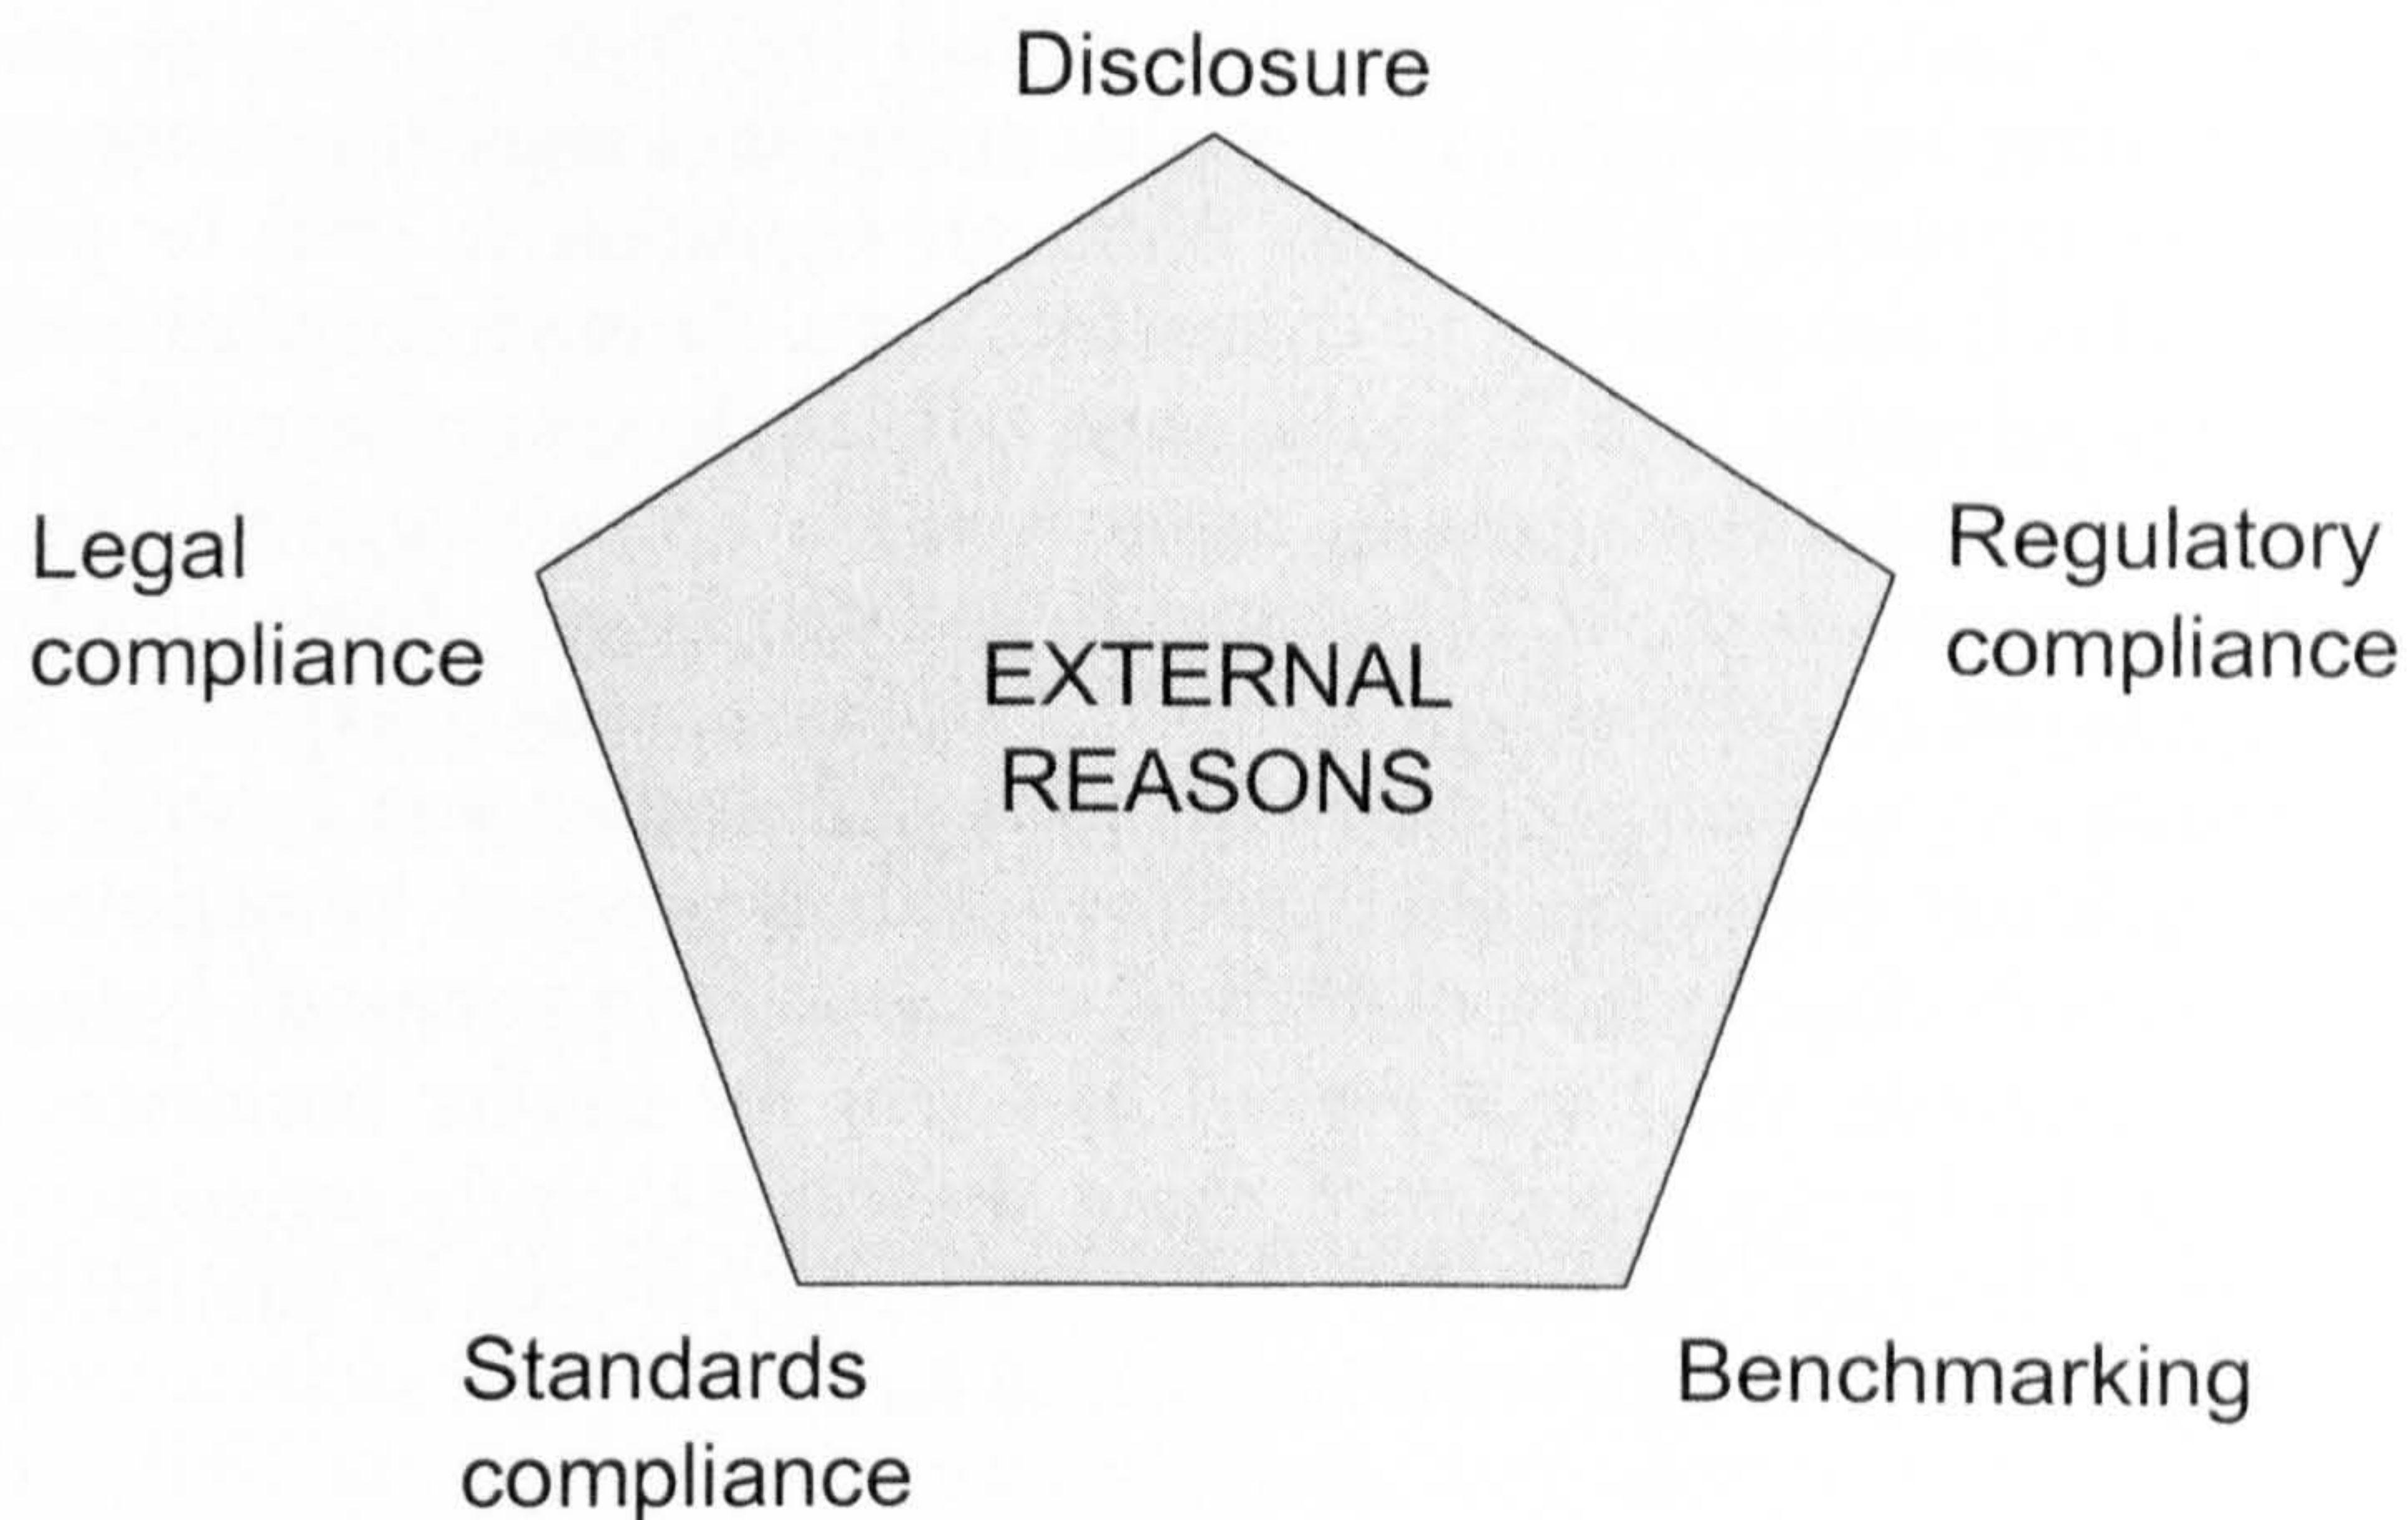 Disclosure
Legal
compliance
Regulatory
compliance
EXTERNAL
REASONS
Standards
compliance
Benchmarking